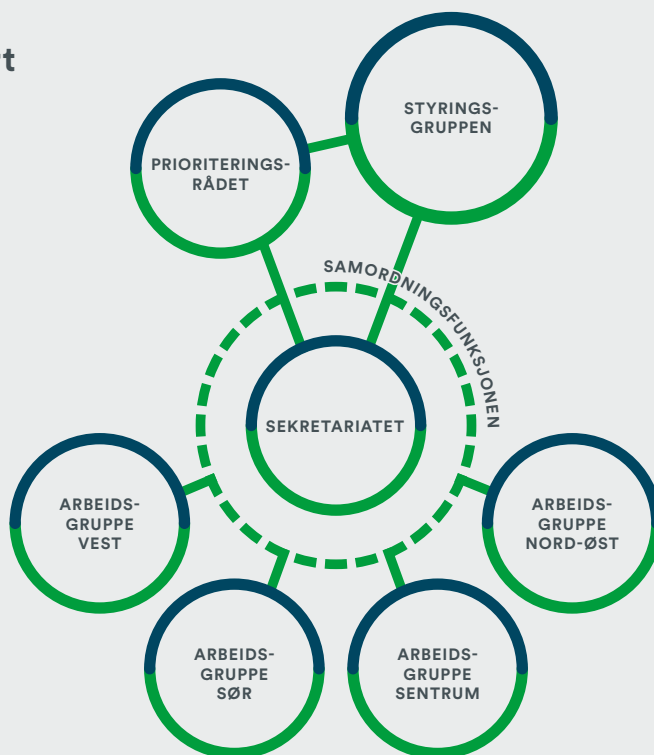 t
STYRINGS-
GRUPPEN
PRIORITERINGS-
RÅDET
SAMORDNINGSFUNKSJONEN
SEKRETARIATET
ARBEIDS-
GRUPPE
VEST
ARBEIDS-
GRUPPE
NORD-ØST
ARBEIDS-
GRUPPE
SØR
ARBEIDS-
GRUPPE
SENTRUM